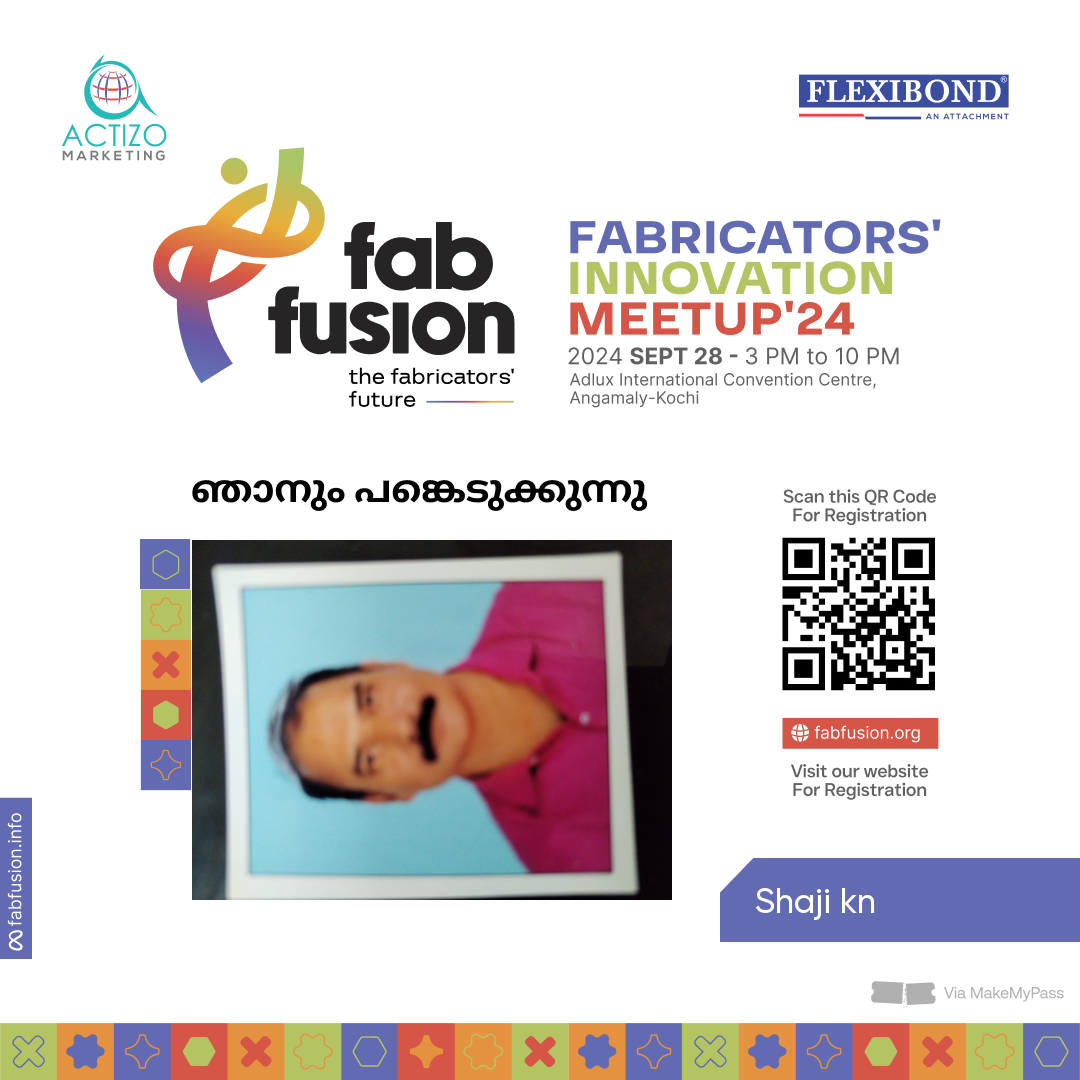 ACTIZO
MARKETING
FLEXIBOND®
AN ATTACHMENT
fab
fusion
the fabricators'
future
FABRICATORS'
INNOVATION
MEETUP'24
2024 SEPT 28 - 3 PM to 10 PM
Adlux International Convention Centre,
Angamaly-Kochi
ഞാനും പങ്കെടുക്കുന്നു
Scan this QR Code
For Registration
fabfusion.org
Visit our website
For Registration
fabfusion.info
Shaji kn
Via MakeMyPass